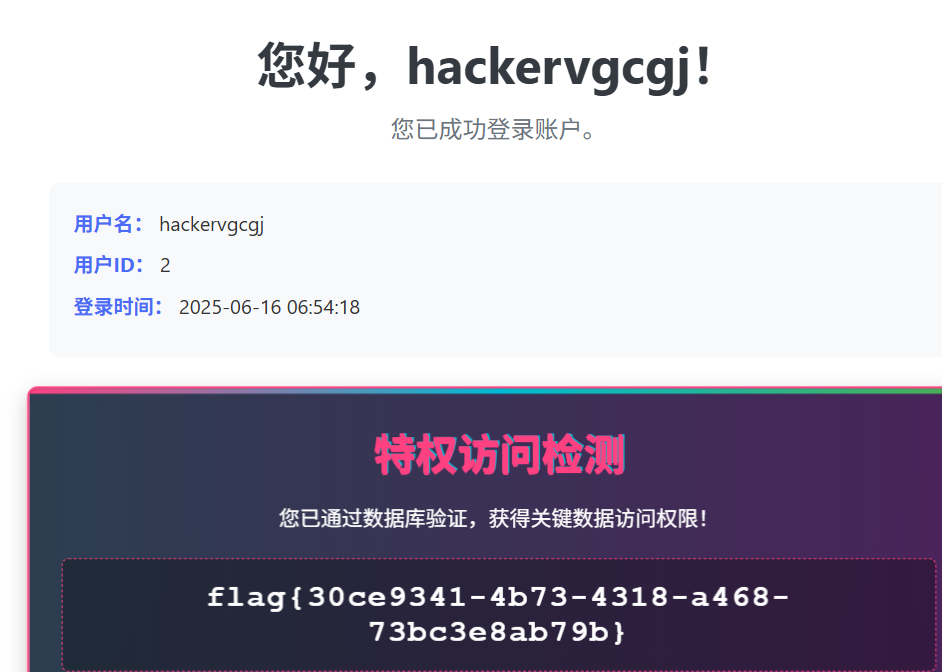 您好，hackervgcgj！
您已成功登录账户。
用户名： hackervgcgj
用户ID： 2
登录时间： 2025-06-16 06:54:18
特权访问检测
您已通过数据库验证，获得关键数据访问权限！
flag{30ce9341-4b73-4318-a468-
73bc3e8ab79b}